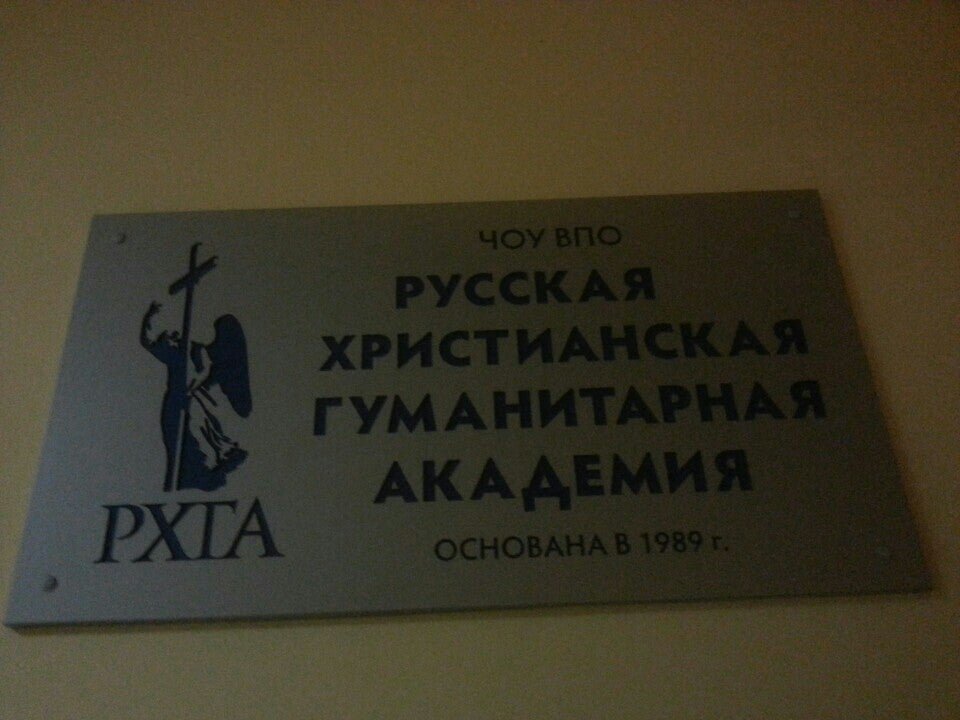 ЧОУ ВПО
РУССКАЯ
ХРИСТИАНСКАЯ
ГУМАНИТАРНАЯ
АКАДЕМИЯ
ОСНОВАНА В 1989 г.
РХГА